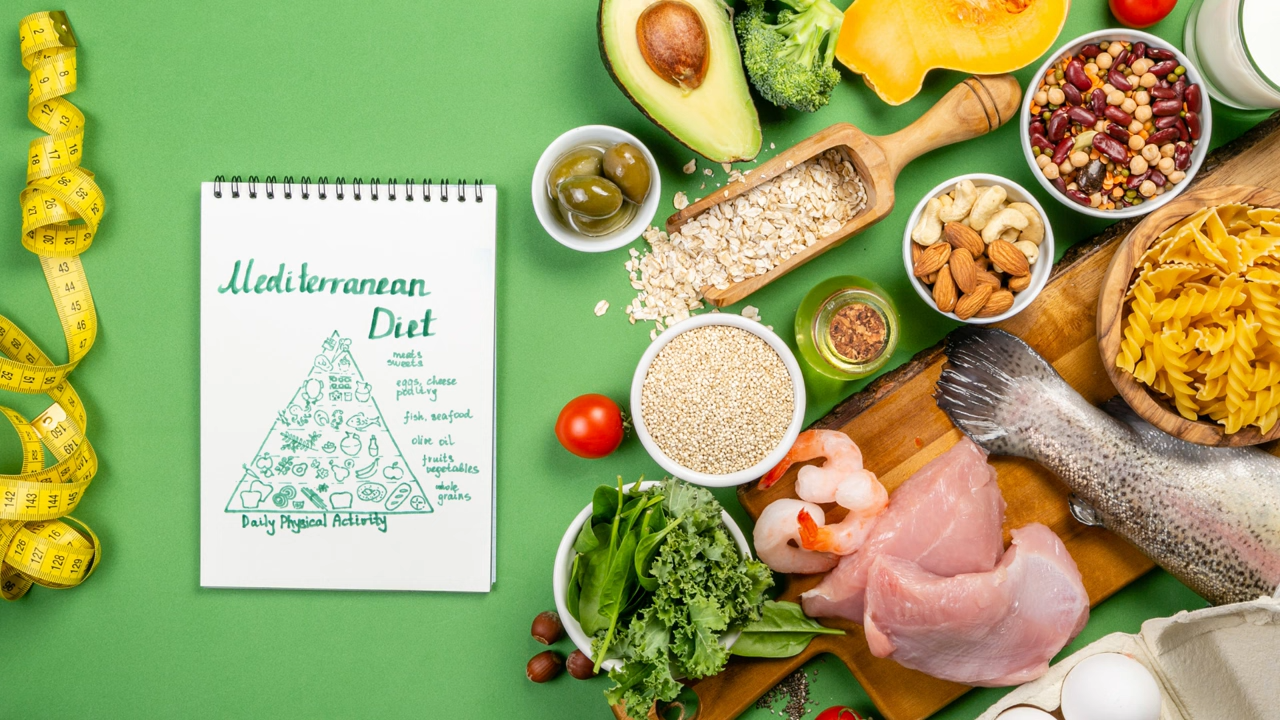 Mediterranean
Diet
meats
sweets
eggs, cheese
poultry
fish, seafood
olive oil
fruits
vegetables
whole
grains
Daily Physical Activity